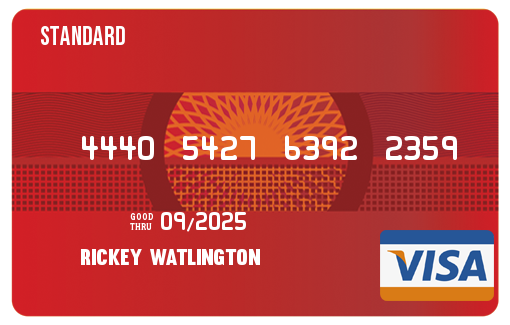 STANDARD
4440 5427 6392 2359
GOOD THRU 09/2025
RICKEY WATLINGTON
VISA